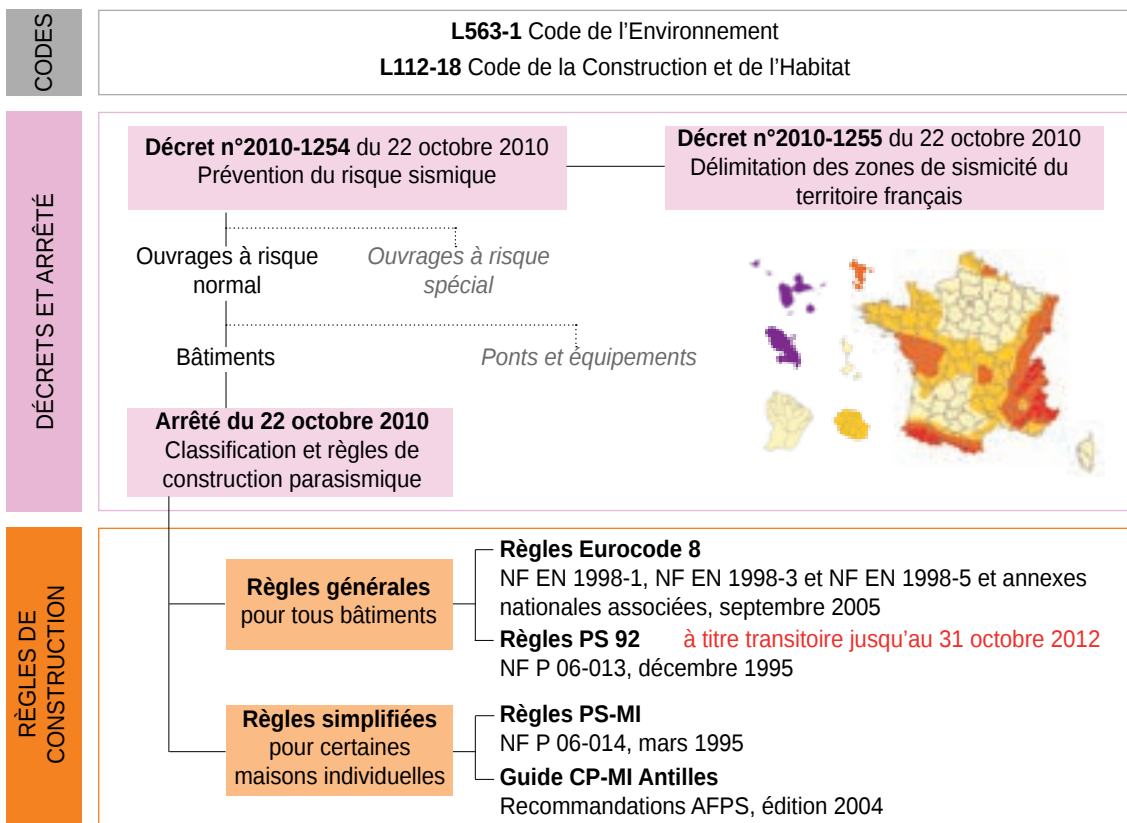 CODES
L563-1 Code de l'Environnement
L112-18 Code de la Construction et de l'Habitat
DÉCRETS ET ARRÊTÉ
Décret n°2010-1254 du 22 octobre 2010
Prévention du risque sismique
Décret n°2010-1255 du 22 octobre 2010
Délimitation des zones de sismicité du
territoire français
Ouvrages à risque
normal
Ouvrages à risque
spécial
Bâtiments
Ponts et équipements
Arrêté du 22 octobre 2010
Classification et règles de
construction parasismique
RÈGLES DE
CONSTRUCTION
Règles générales
pour tous bâtiments
Règles Eurocode 8
NF EN 1998-1, NF EN 1998-3 et NF EN 1998-5 et annexes
nationales associées, septembre 2005
Règles PS 92 à titre transitoire jusqu'au 31 octobre 2012
NF P 06-013, décembre 1995
Règles simplifiées
pour certaines
maisons individuelles
Règles PS-MI
NF P 06-014, mars 1995
Guide CP-MI Antilles
Recommandations AFPS, édition 2004